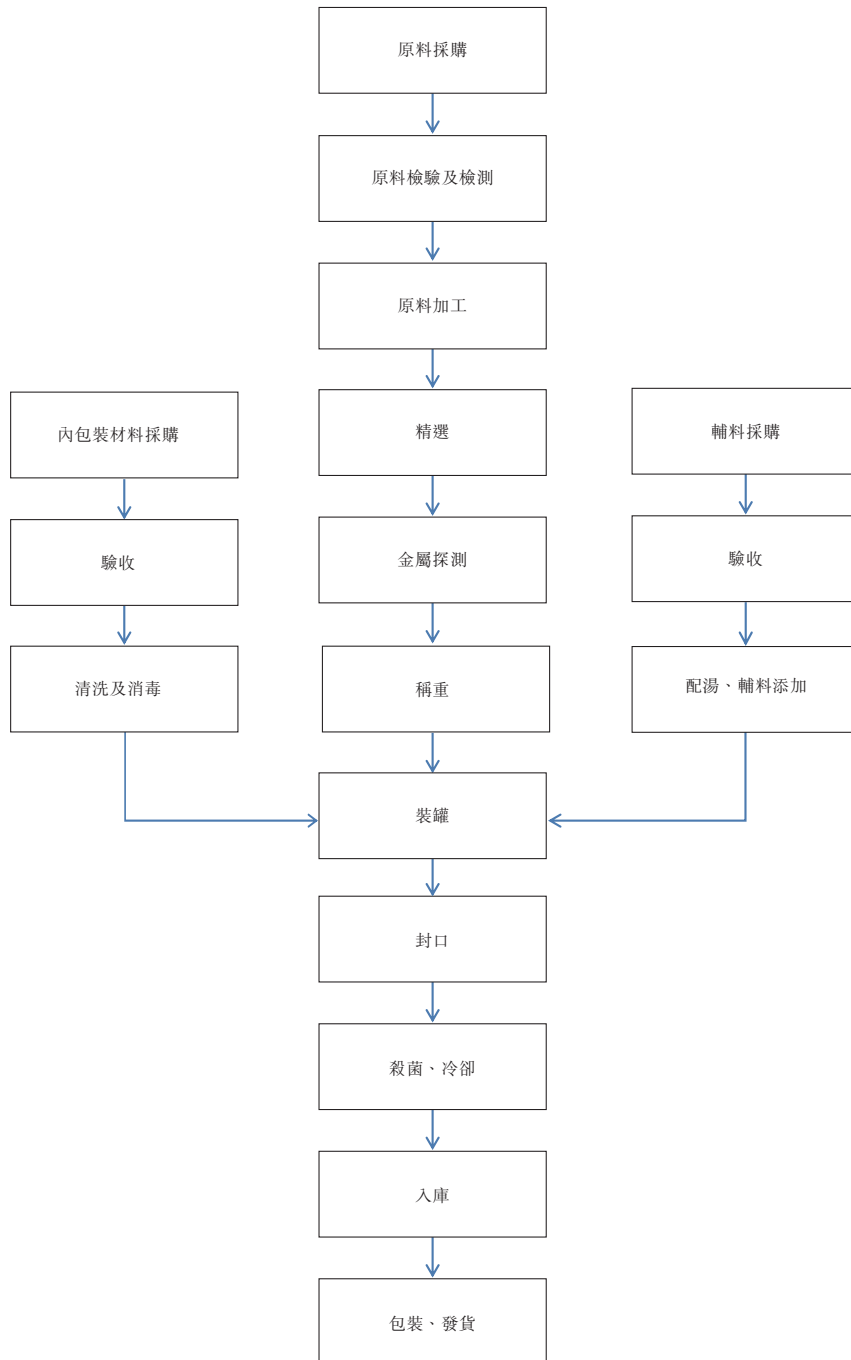 原料採購
原料檢驗及檢測
原料加工
內包裝材料採購
精選
輔料採購
驗收
金屬探測
驗收
清洗及消毒
稱重
配湯、輔料添加
裝罐
封口
殺菌、冷卻
入庫
包裝、發貨